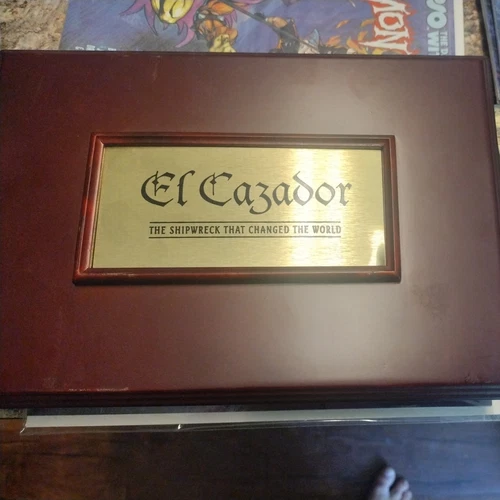 El Cazador
THE SHIPWRECK THAT CHANGED THE WORLD